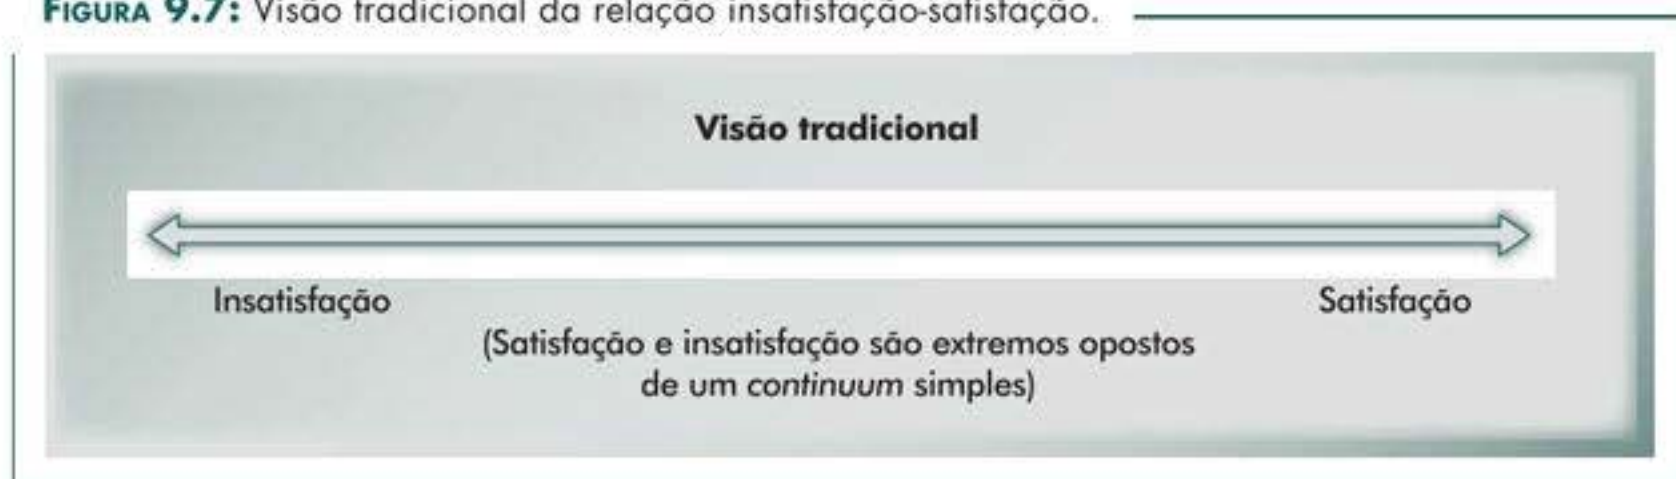 FIGURA 9.7: Visão tradicional da relação insatisfação-satisfação.
Visão tradicional
Insatisfação
Satisfação
(Satisfação e insatisfação são extremos opostos
de um continuum simples)